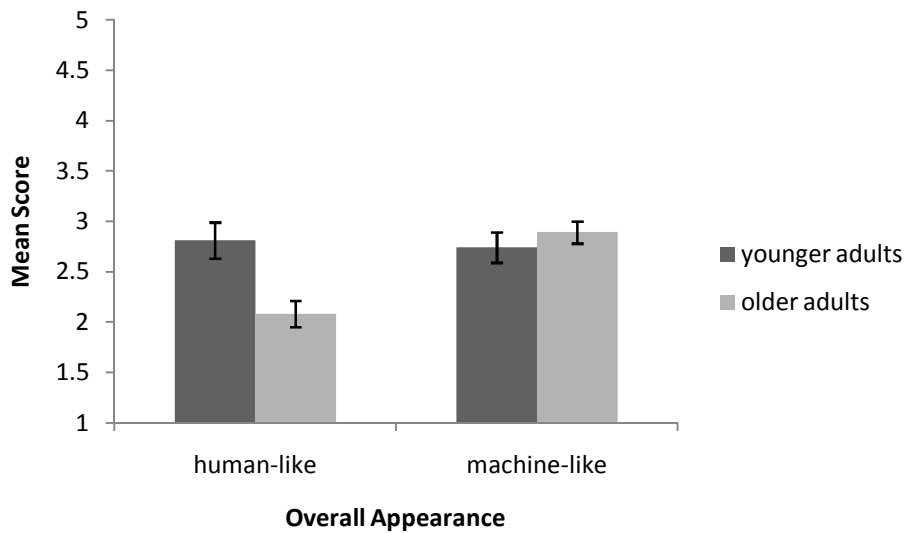 5
4.5
4
3.5
3
2.5
2
1.5
1
Mean Score
human-like
machine-like
Overall Appearance
younger adults
older adults